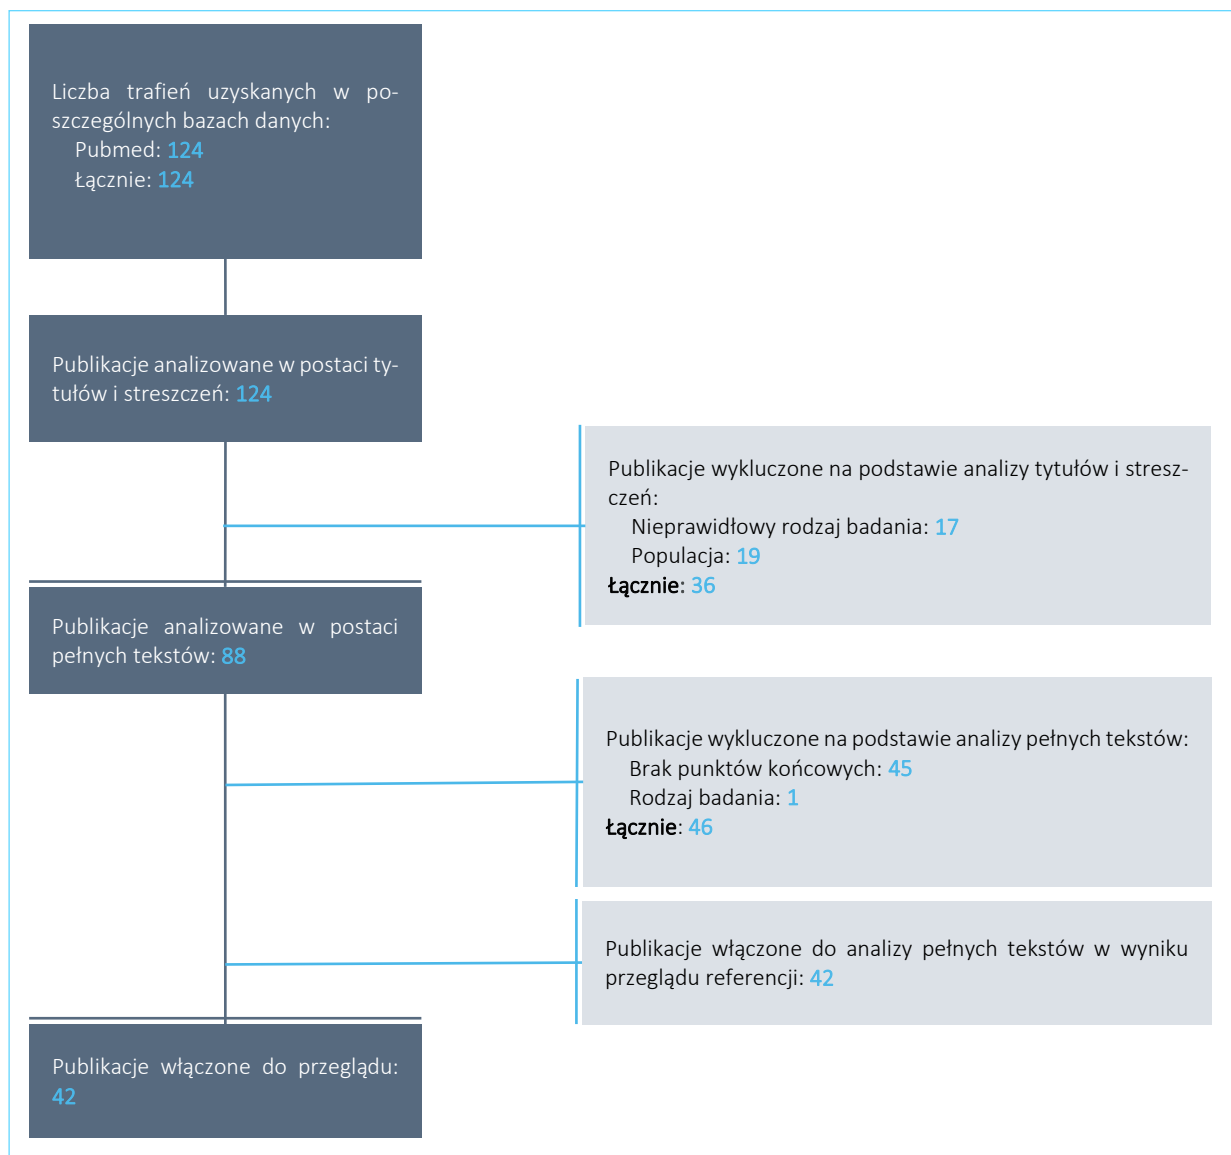 Liczba trafień uzyskanych w po-
szczególnych bazach danych:
Pubmed: 124
Łącznie: 124
Publikacje analizowane w postaci ty-
tułów i streszczeń: 124
Publikacje wykluczone na podstawie analizy tytułów i stresz-
czeń:
Nieprawidłowy rodzaj badania: 17
Populacja: 19
Łącznie: 36
Publikacje analizowane w postaci
pełnych tekstów: 88
Publikacje wykluczone na podstawie analizy pełnych tekstów:
Brak punktów końcowych: 45
Rodzaj badania: 1
Łącznie: 46
Publikacje włączone do analizy pełnych tekstów w wyniku
przeglądu referencji: 42
Publikacje włączone do przeglądu:
42